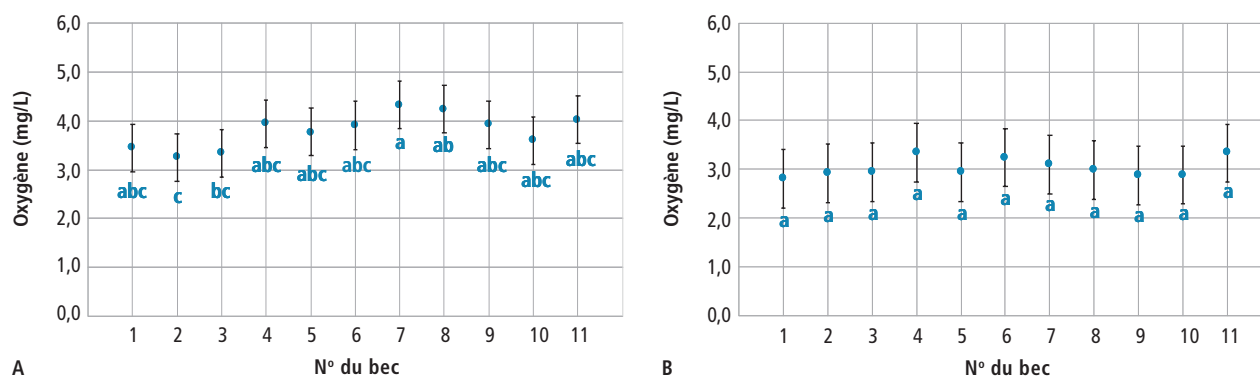 6,0
5,0
4,0
3,0
2,0
1,0
0,0
Oxygène (mg/L)
abc
c
bc
abc
abc
abc
a
ab
abc
abc
abc
1 2 3 4 5 6 7 8 9 10 11
Nº du bec
A
6,0
5,0
4,0
3,0
2,0
1,0
0,0
Oxygène (mg/L)
a a a a a a a a a a a
1 2 3 4 5 6 7 8 9 10 11
Nº du bec
B